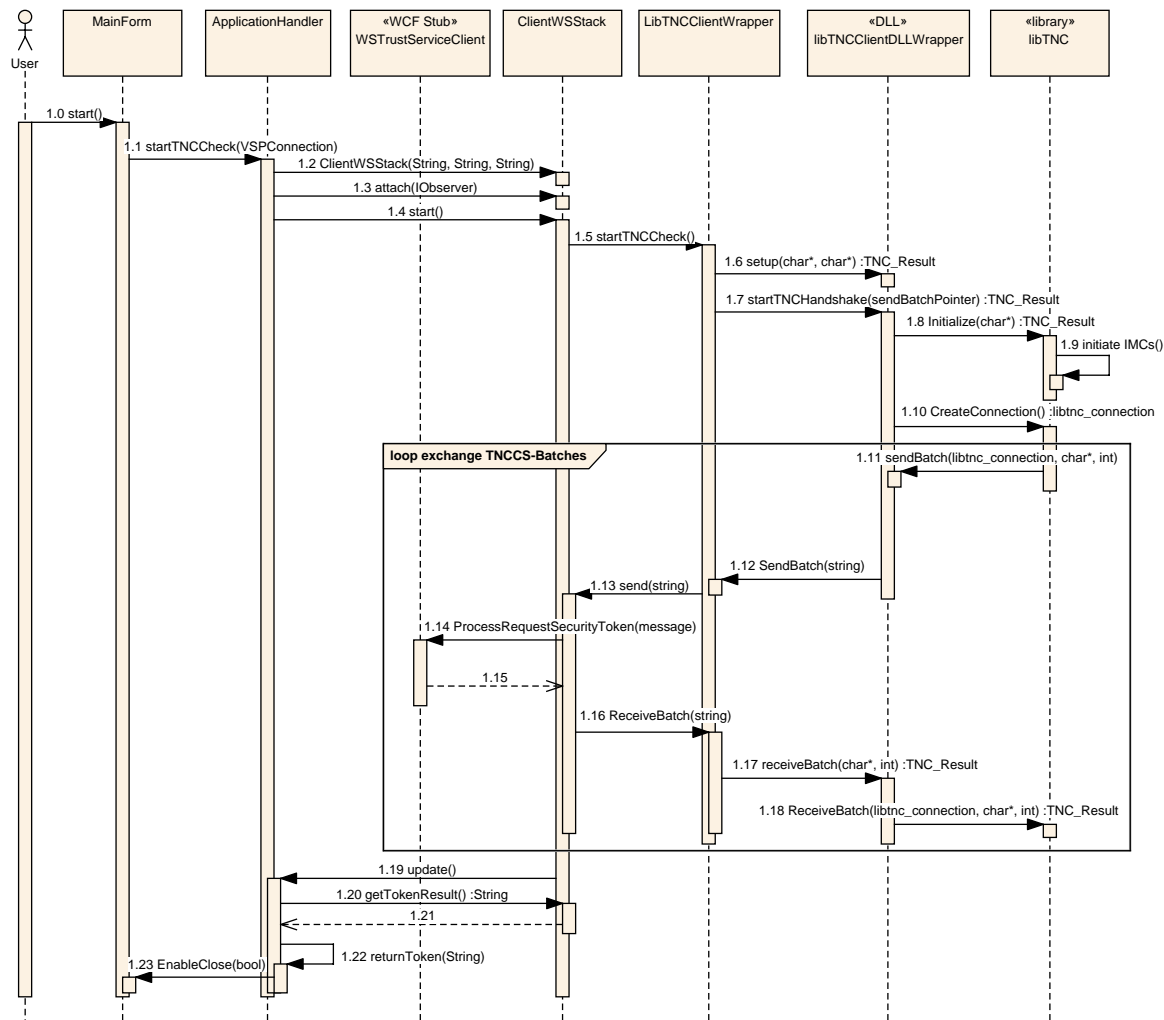 User
MainForm
ApplicationHandler
«WCF Stub»
WSTrustServiceClient
ClientWSStack
LibTNCClientWrapper
«DLL»
libTNCClientDLLWrapper
«library»
libTNC
1.0 start()
1.1 startTNCCheck(VSPConnection)
1.2 ClientWSStack(String, String, String)
1.3 attach(IObserver)
1.4 start()
1.5 startTNCCheck()
1.6 setup(char*, char*) :TNC_Result
1.7 startTNCHandshake(sendBatchPointer) :TNC_Result
1.8 Initialize(char*) :TNC_Result
1.9 initiate IMCs()
1.10 CreateConnection() :libtnc_connection
loop exchange TNCCS-Batches
1.11 sendBatch(libtnc_connection, char*, int)
1.12 SendBatch(string)
1.13 send(string)
1.14 ProcessRequestSecurityToken(message)
1.15
1.16 ReceiveBatch(string)
1.17 receiveBatch(char*, int) :TNC_Result
1.18 ReceiveBatch(libtnc_connection, char*, int) :TNC_Result
1.19 update()
1.20 getTokenResult() :String
1.21
1.22 returnToken(String)
1.23 EnableClose(bool)